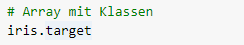 # Array mit Klassen
iris.target